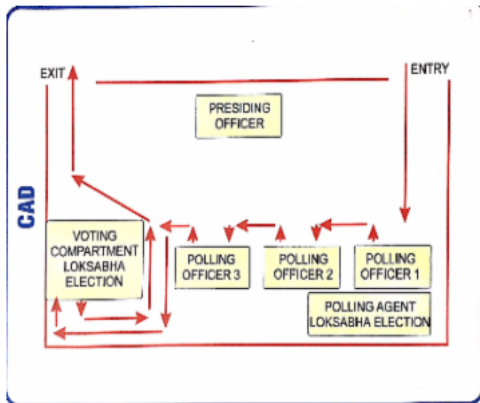 EXIT
ENTRY
PRESIDING
OFFICER
CAD
VOTING
COMPARTMENT
LOKSABHA
ELECTION
POLLING
OFFICER 3
POLLING
OFFICER 2
POLLING
OFFICER 1
POLLING AGENT
LOKSABHA ELECTION